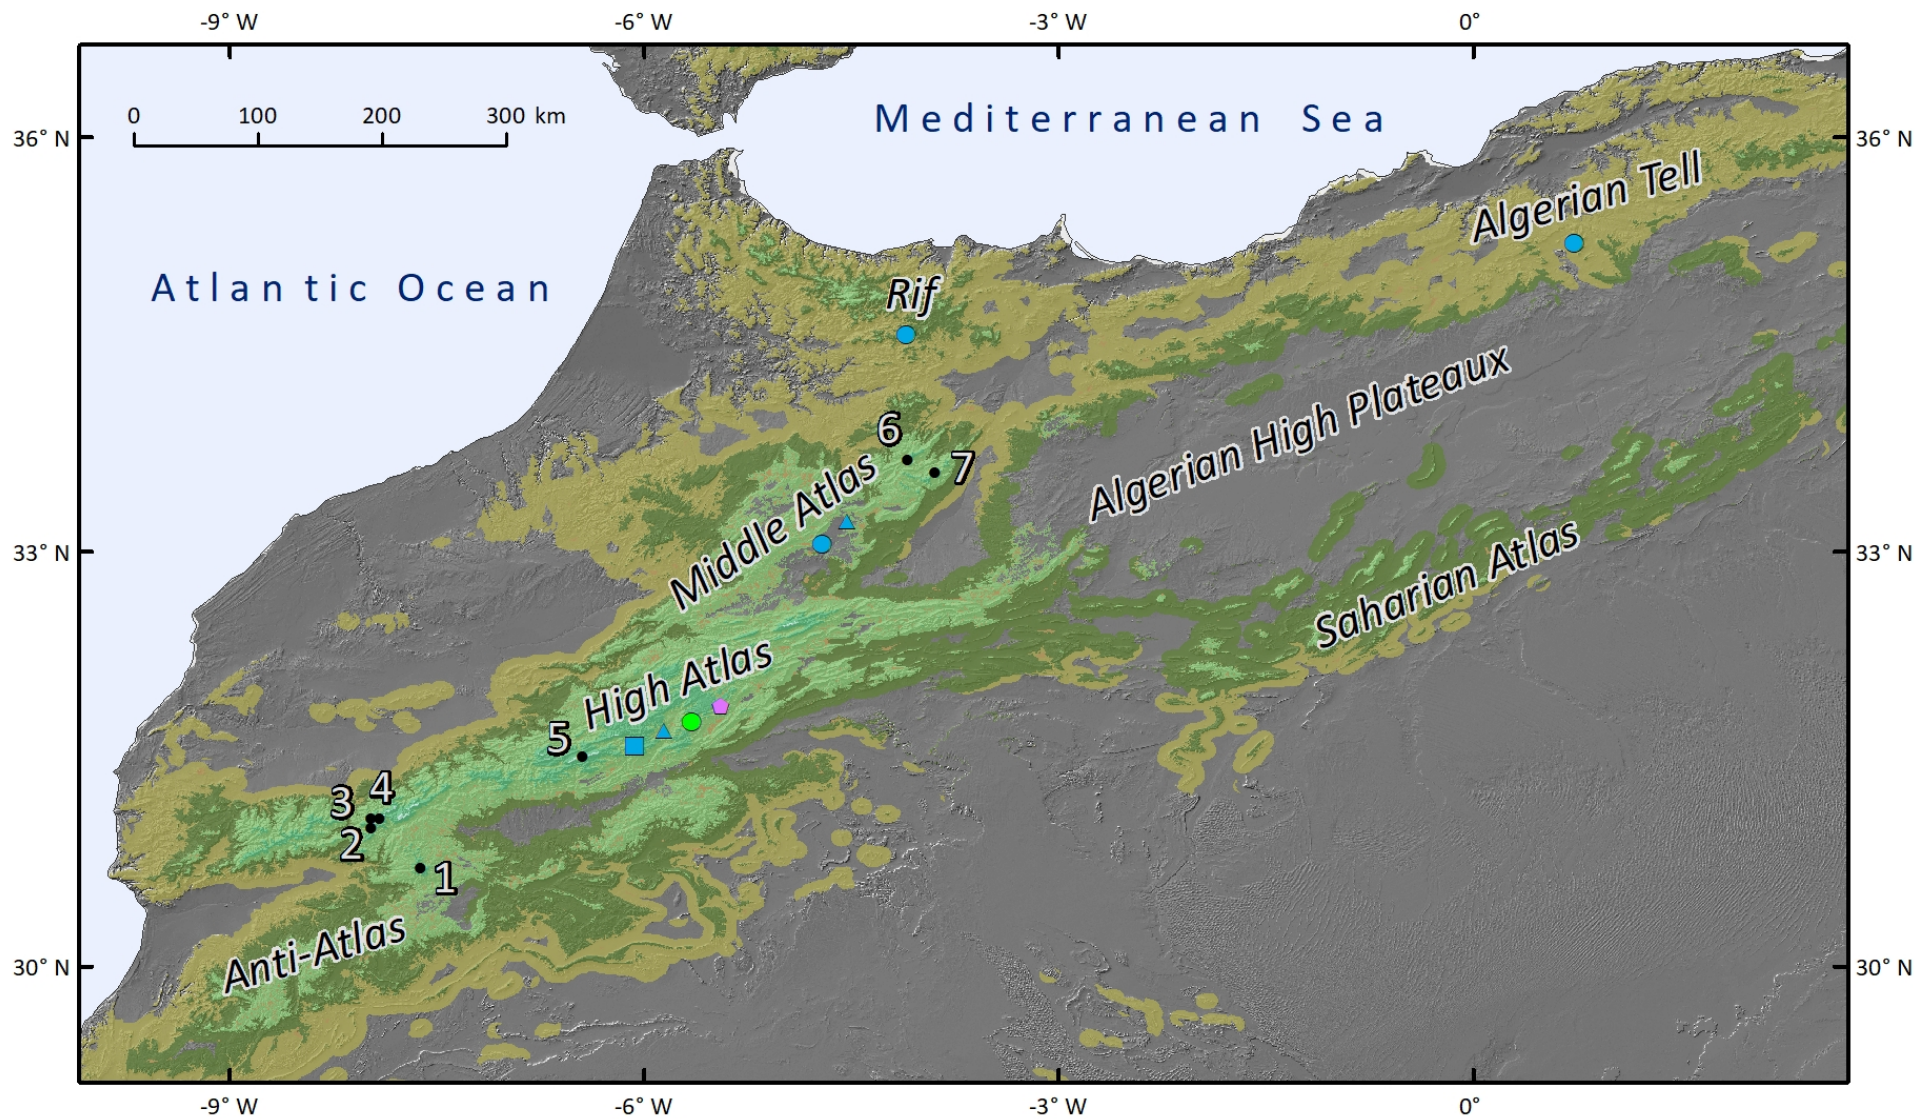 -9° W -6° W -3° W 0°
0 100 200 300 km
Mediterranean Sea
36° N 36° N
Algerian Tell
Atlantic Ocean
Rif
Algerian High Plateaux
6
7
Middle Atlas
33° N 33° N
Saharian Atlas
High Atlas
5
4
3
2
1
Anti-Atlas
30° N 30° N
-9° W -6° W -3° W 0°